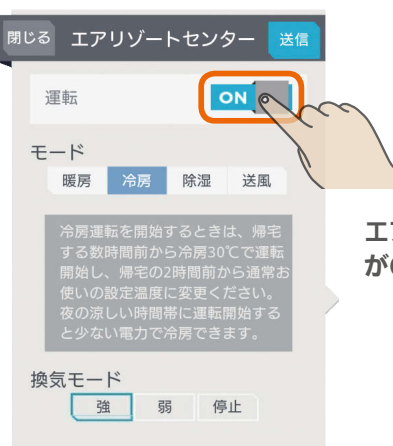 閉じる エアリゾートセンター 送信
運転 ON
モード
暖房 冷房 除湿 送風
冷房運転を開始するときは、帰宅
する数時間前から冷房30℃で運転
開始し、帰宅の2時間前から通常お
使いの設定温度に変更ください。
夜の涼しい時間帯に運転開始する
と少ない電力で冷房できます。
エア
が
換気モード
強 弱 停止